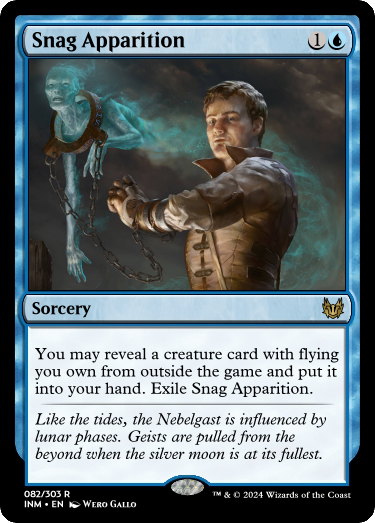 Snag Apparition 1
Sorcery
You may reveal a creature card with flying
you own from outside the game and put it
into your hand. Exile Snag Apparition.
Like the tides, the Nebelgast is influenced by
lunar phases. Geists are pulled from the
beyond when the silver moon is at its fullest.
082/303 R
INM • EN Wero Gallo
™ & © 2024 Wizards of the Coast